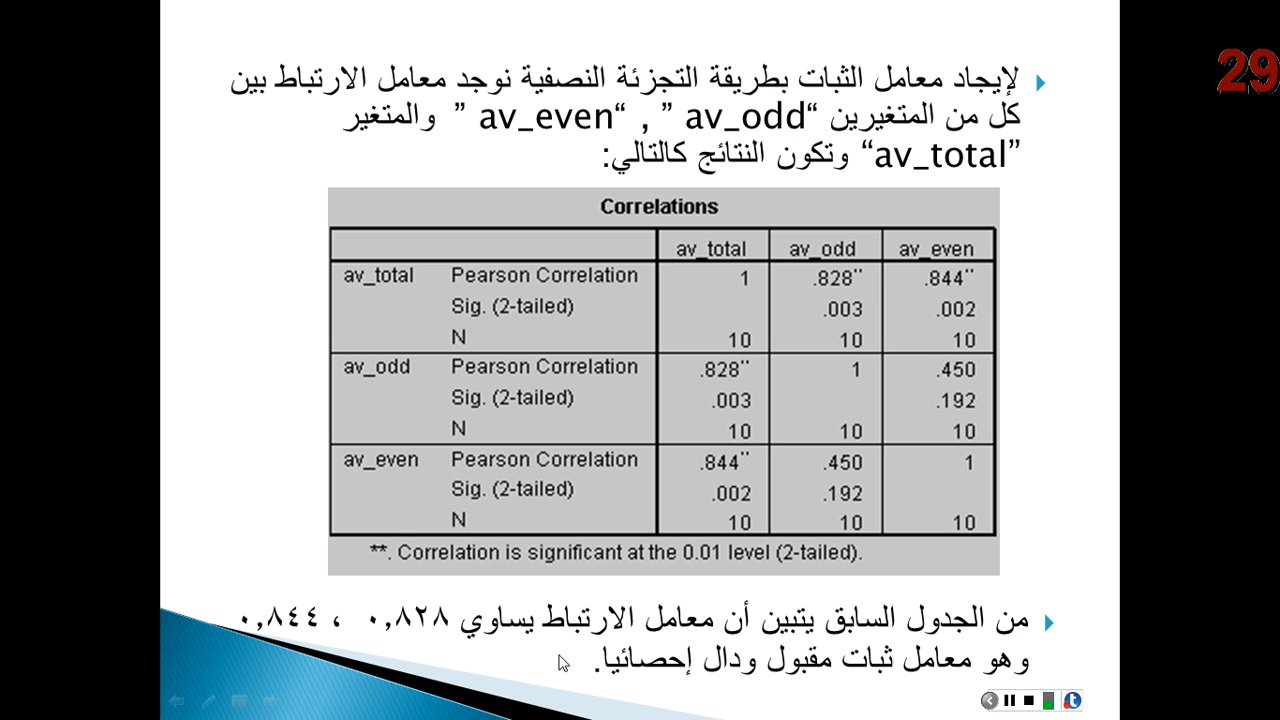 29
لإيجاد معامل الثبات بطريقة التجزئة النصفية نوجد معامل الارتباط بين
كل من المتغيرين “av_even“ , ” av_odd ” والمتغير
“av_total” وتكون النتائج كالتالي:
Correlations
av_total av_odd av_even
av_total Pearson Correlation 1 .828** .844**
Sig. (2-tailed) .003 .002
N 10 10 10
av_odd Pearson Correlation .828** 1 .450
Sig. (2-tailed) .003 .192
N 10 10 10
av_even Pearson Correlation .844** .450 1
Sig. (2-tailed) .002 .192
N 10 10 10
**. Correlation is significant at the 0.01 level (2-tailed).
من الجدول السابق يتبين أن معامل الارتباط يساوي ٠,٨٢٨ ، ٠,٨٤٤
وهو معامل ثبات مقبول ودال إحصائيا.